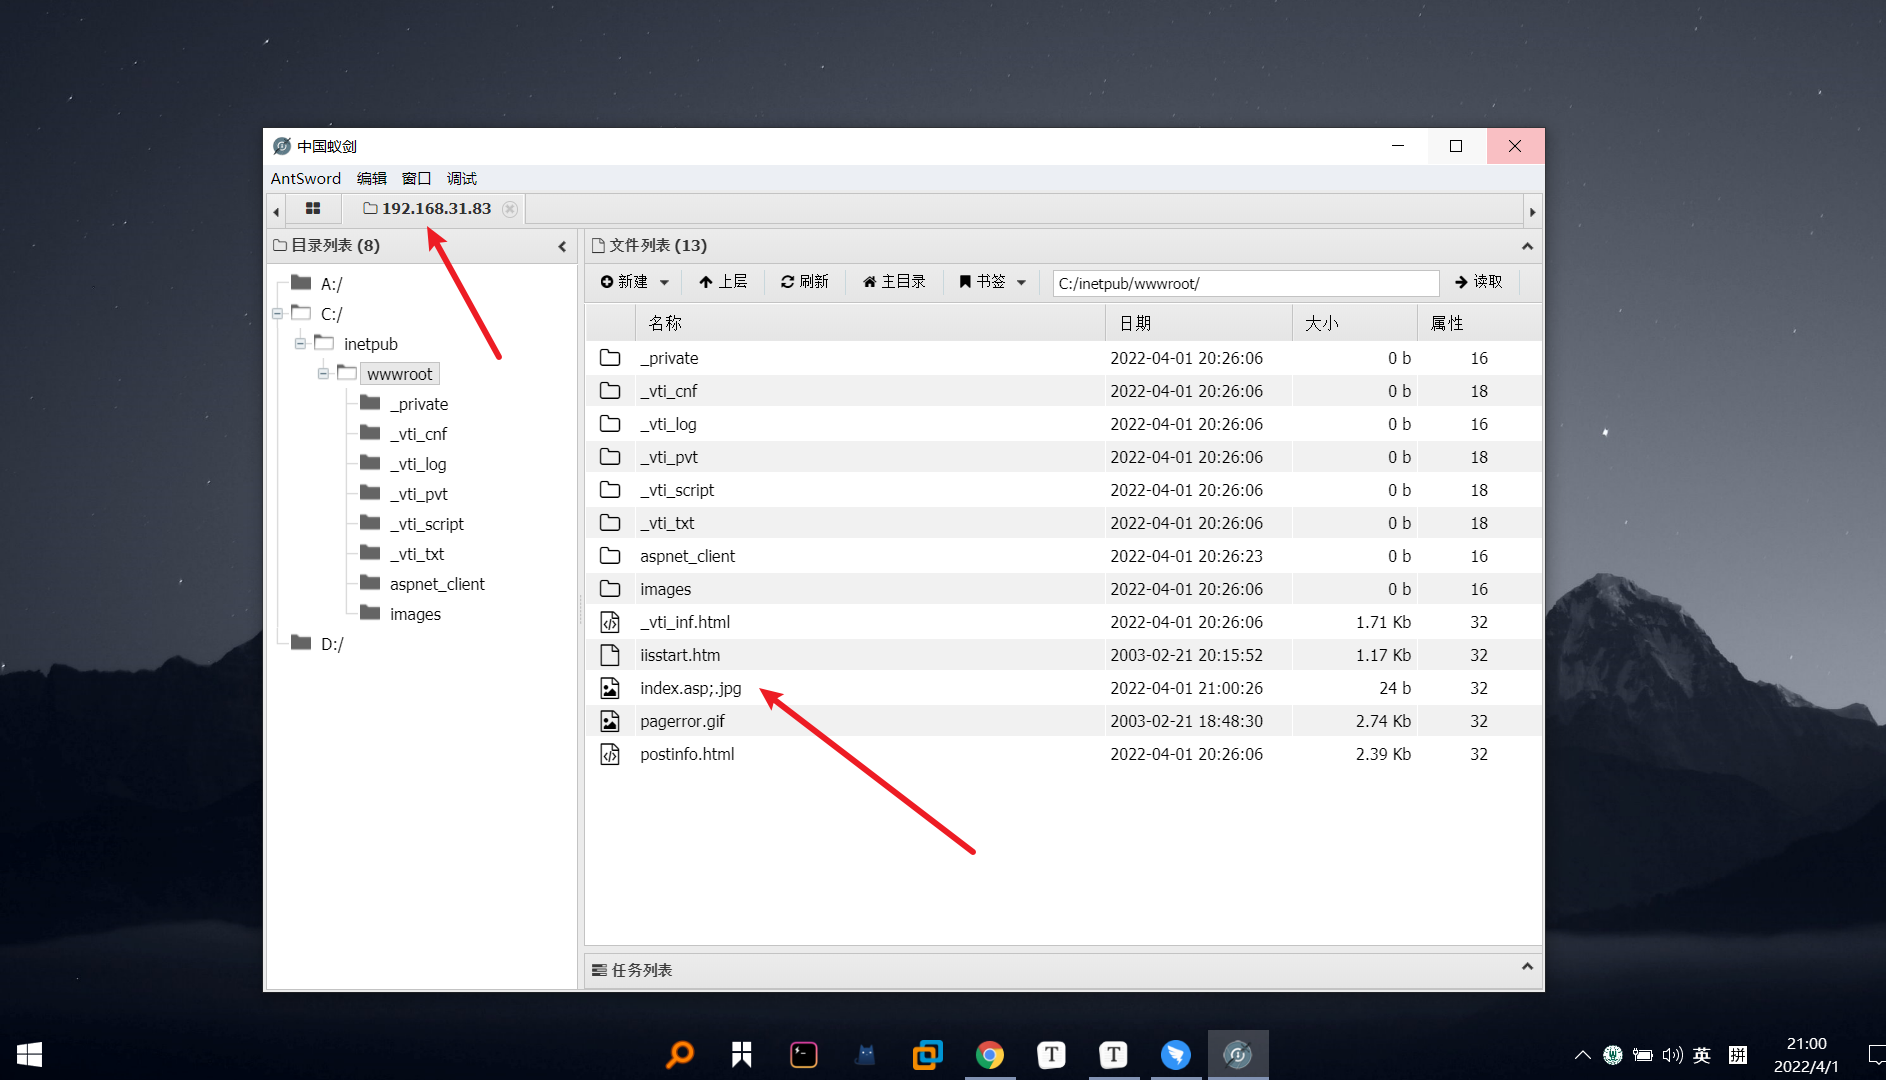 中国蚁剑
AntSword 编辑 窗口 调试
192.168.31.83
目录列表 (8)
A:/
C:/
inetpub
wwwroot
_private
_vti_cnf
_vti_log
_vti_pvt
_vti_script
_vti_txt
aspnet_client
images
D:/
文件列表 (13)
新建 上层 刷新 主目录 书签 C:/inetpub/wwwroot/ 读取
名称 日期 大小 属性
_private 2022-04-01 20:26:06 0 b 16
_vti_cnf 2022-04-01 20:26:06 0 b 18
_vti_log 2022-04-01 20:26:06 0 b 16
_vti_pvt 2022-04-01 20:26:06 0 b 18
_vti_script 2022-04-01 20:26:06 0 b 18
_vti_txt 2022-04-01 20:26:06 0 b 18
aspnet_client 2022-04-01 20:26:23 0 b 16
images 2022-04-01 20:26:06 0 b 16
_vti_inf.html 2022-04-01 20:26:06 1.71 Kb 32
iisstart.htm 2003-02-21 20:15:52 1.17 Kb 32
index.asp;.jpg 2022-04-01 21:00:26 24 b 32
pagerror.gif 2003-02-21 18:48:30 2.74 Kb 32
postinfo.html 2022-04-01 20:26:06 2.39 Kb 32
任务列表
T T
英 拼
21:00
2022/4/1